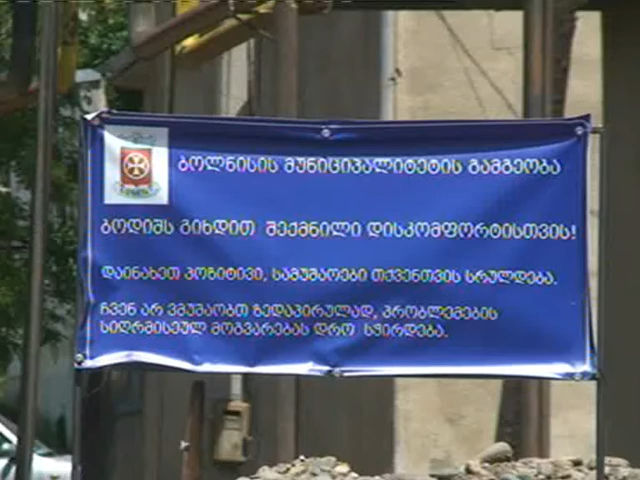 ბოლნისის მუნიციპალიტეტის გამგეობა
ბოდიშს გიხდით შექმნილი დისკომფორტისთვის!
დაინახეთ პოზიტივი, სამუშაოები თქვენთვის სრულდება.
ჩვენ არ ვმუშაობთ ზედაპირულად, პრობლემების
სიღრმისეულ მოგვარებას დრო სჭირდება.